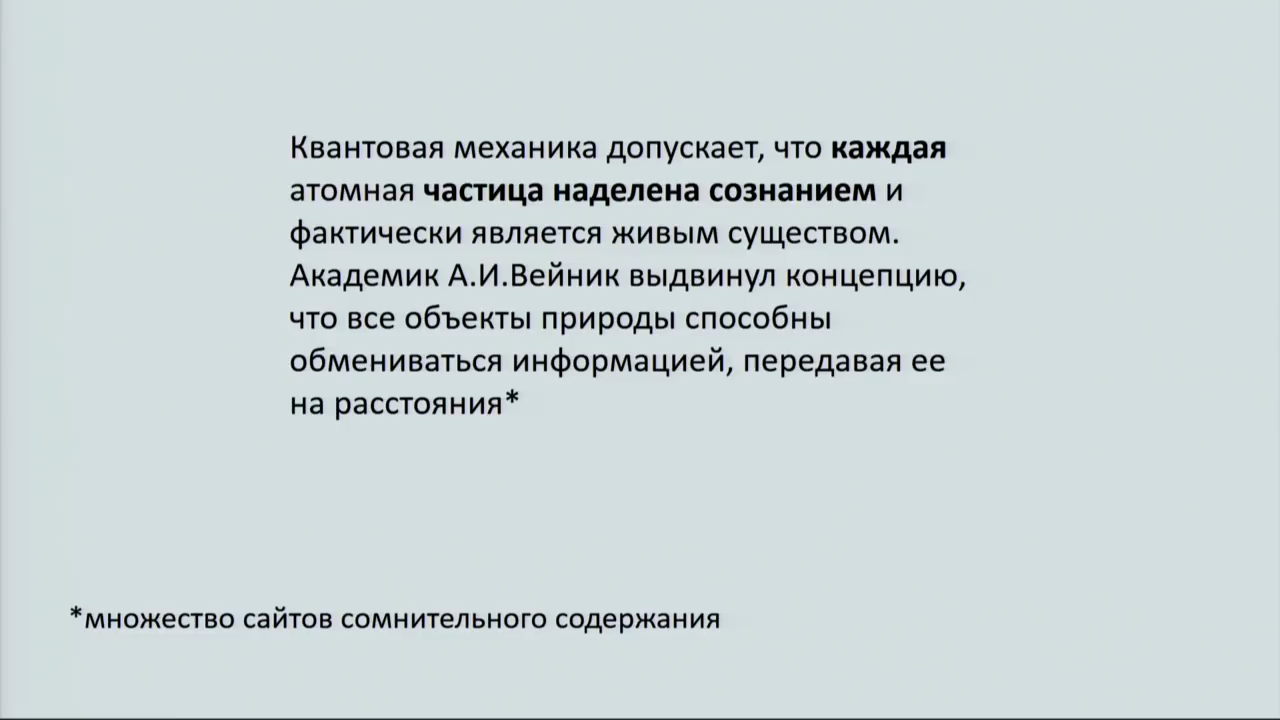 Квантовая механика допускает, что каждая
атомная частица наделена сознанием и
фактически является живым существом.
Академик А.И.Вейник выдвинул концепцию,
что все объекты природы способны
обмениваться информацией, передавая ее
на расстояния*
*множество сайтов сомнительного содержания